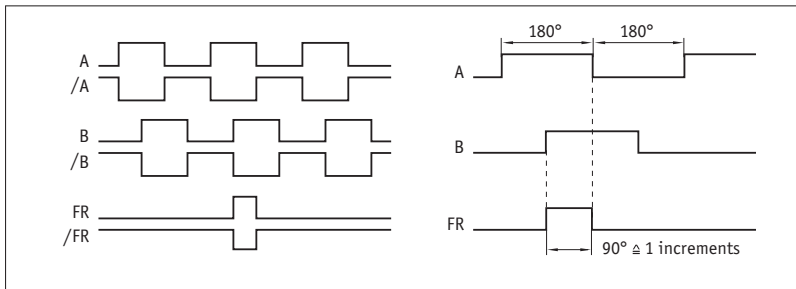 A
/A
B
/B
FR
/FR
180° 180°
A
B
FR
90° ≙ 1 increments